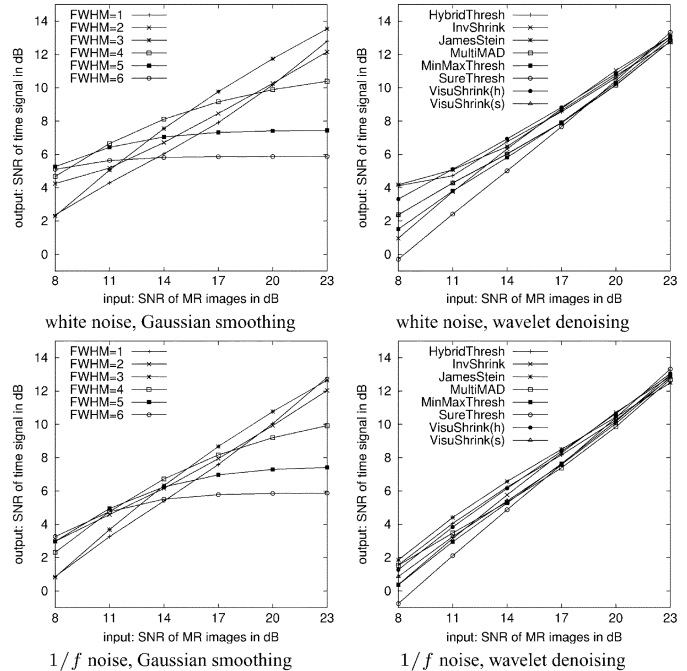 14
12
10
8
6
4
2
0
output: SNR of time signal in dB
FWHM=1
FWHM=2
FWHM=3
FWHM=4
FWHM=5
FWHM=6
8 11 14 17 20 23
input: SNR of MR images in dB
white noise, Gaussian smoothing
14
12
10
8
6
4
2
0
output: SNR of time signal in dB
HybridThresh
InvShrink
JamesStein
MultiMAD
MinMaxThresh
SureThresh
VisuShrink(h)
VisuShrink(s)
8 11 14 17 20 23
input: SNR of MR images in dB
white noise, wavelet denoising
14
12
10
8
6
4
2
0
output: SNR of time signal in dB
FWHM=1
FWHM=2
FWHM=3
FWHM=4
FWHM=5
FWHM=6
8 11 14 17 20 23
input: SNR of MR images in dB
1/f noise, Gaussian smoothing
14
12
10
8
6
4
2
0
output: SNR of time signal in dB
HybridThresh
InvShrink
JamesStein
MultiMAD
MinMaxThresh
SureThresh
VisuShrink(h)
VisuShrink(s)
8 11 14 17 20 23
input: SNR of MR images in dB
1/f noise, wavelet denoising